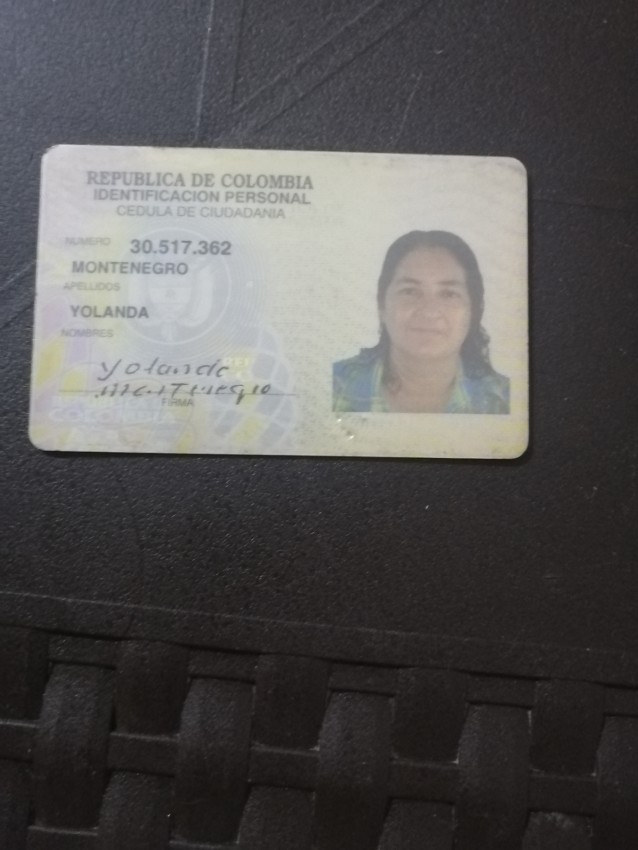 REPUBLICA DE COLOMBIA
IDENTIFICACION PERSONAL
CEDULA DE CIUDADANIA
NUMERO 30.517.362
MONTENEGRO
APELLIDOS
YOLANDA
NOMBRES
Yolanda
Montenegro
FIRMA